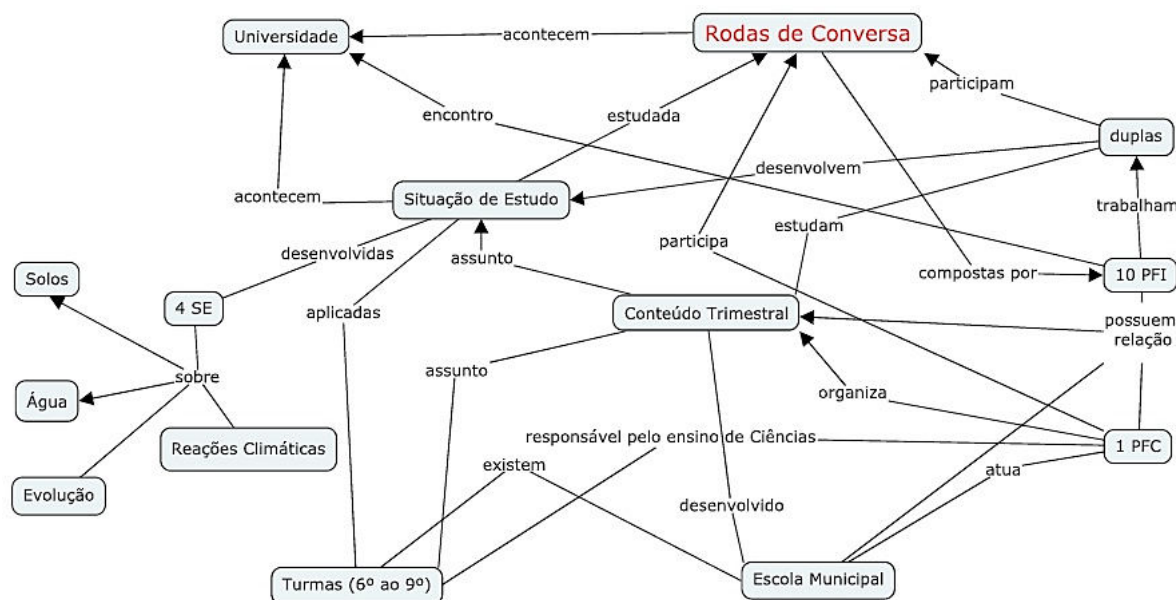 Universidade
acontecem
Rodas de Conversa
participam
encontro
estudada
duplas
desenvolvem
acontecem
Situação de Estudo
trabalham
estudam
participa
desenvolvidas
assunto
Solos
4 SE
compostas por
10 PFI
aplicadas
Conteúdo Trimestral
possuem
relação
sobre
assunto
Água
organiza
Reações Climáticas
responsável pelo ensino de Ciências
1 PFC
existem
atua
Evolução
desenvolvido
Turmas (6º ao 9º)
Escola Municipal